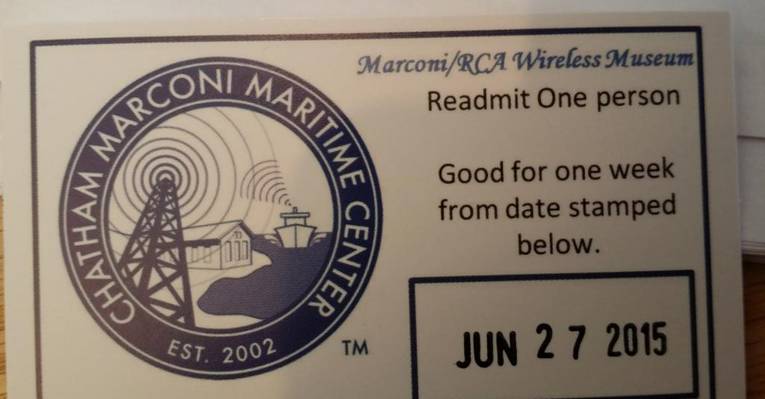 Marconi/RCA Wireless Museum
Readmit One person
CHATHAM MARCONI MARITIME CENTER
EST. 2002
TM
Good for one week
from date stamped
below.
JUN 27 2015